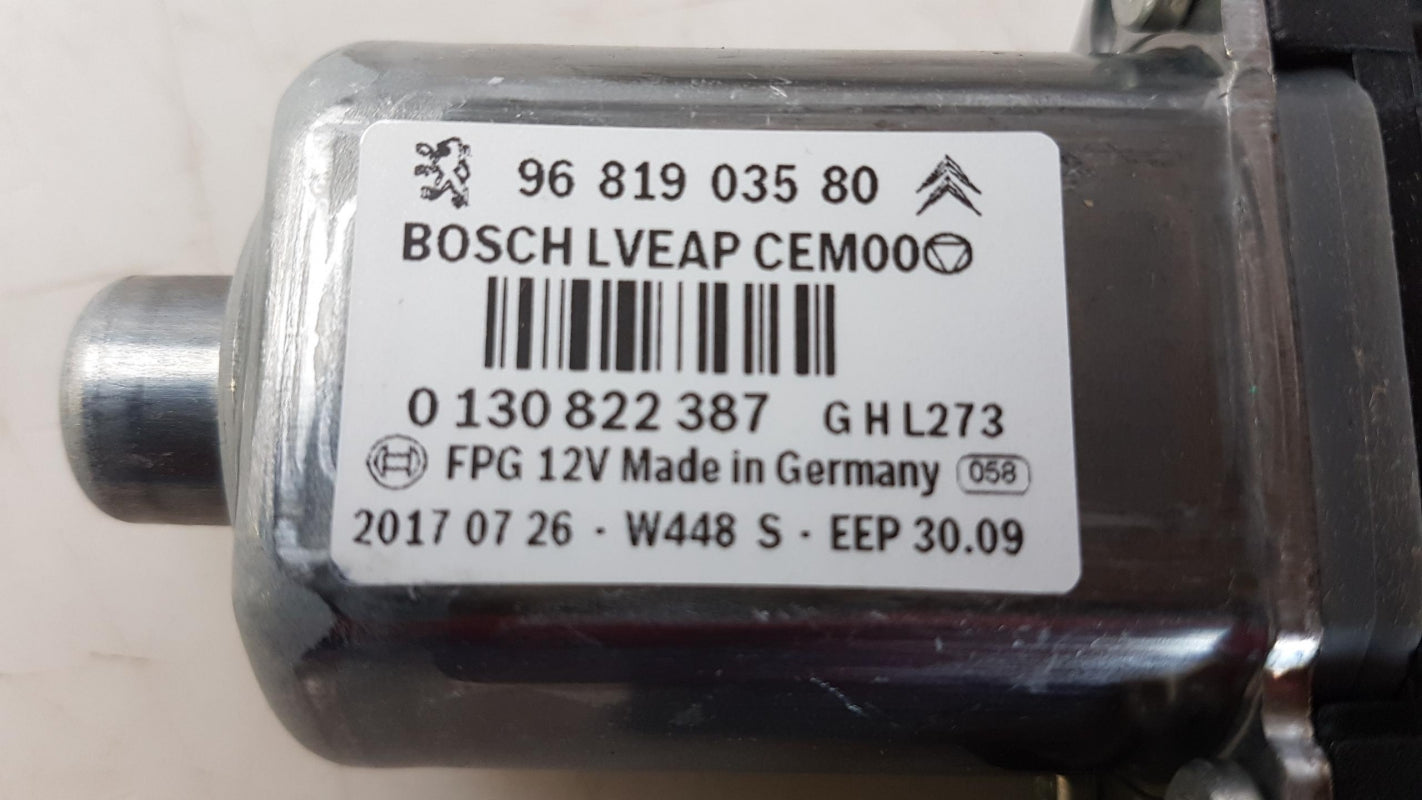 96 819 035 80
BOSCH LVEAP CEM00
0 130 822 387 G H L273
FPG 12V Made in Germany 058
2017 07 26 - W448 S - EEP 30.09